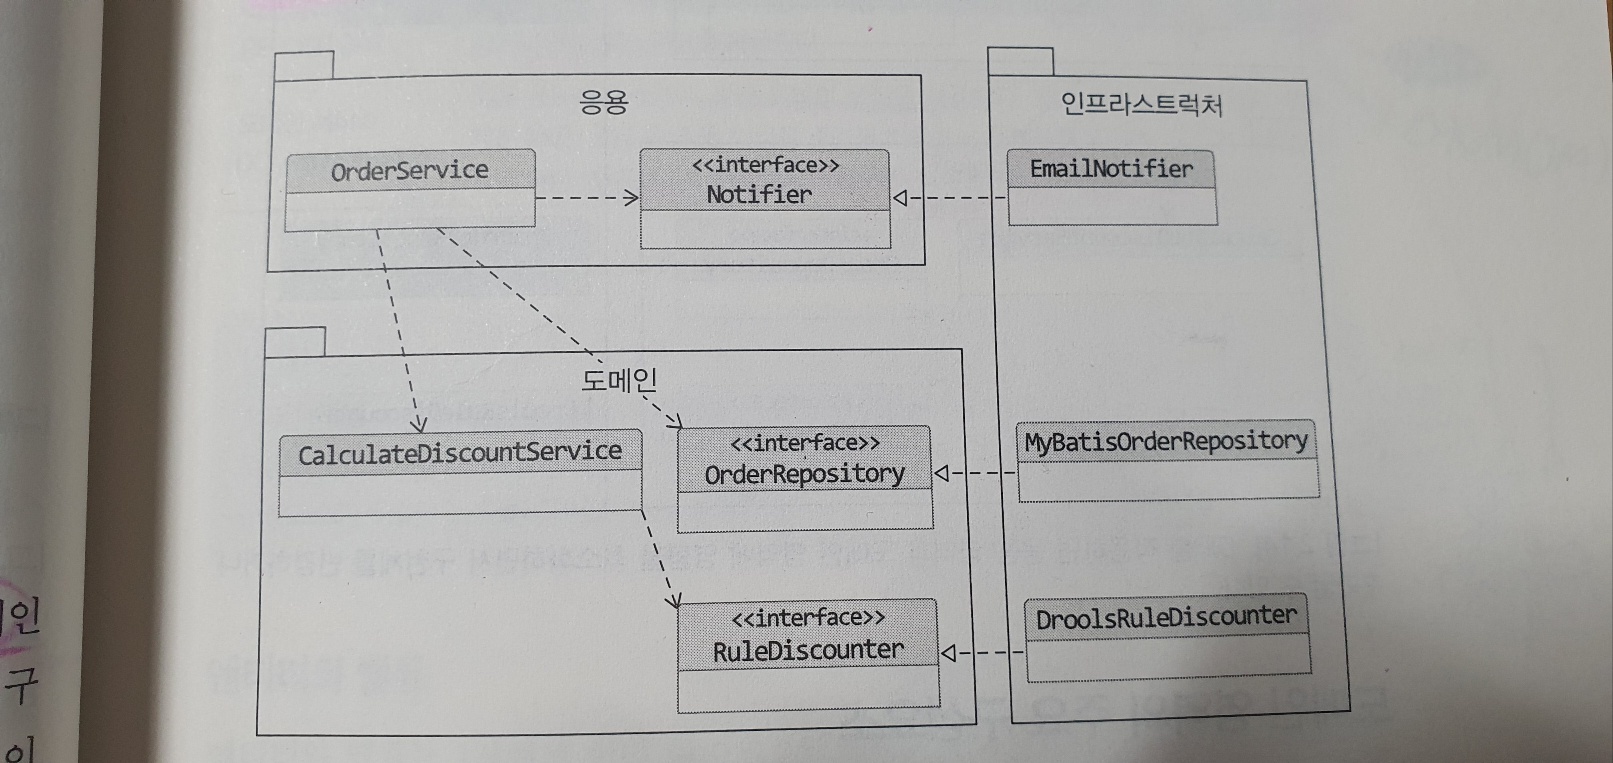 응용
OrderService
<<interface>>
Notifier
인프라스트럭처
EmailNotifier
도메인
CalculateDiscountService
<<interface>>
OrderRepository
MyBatisOrderRepository
<<interface>>
RuleDiscounter
DroolsRuleDiscounter
인
구
이